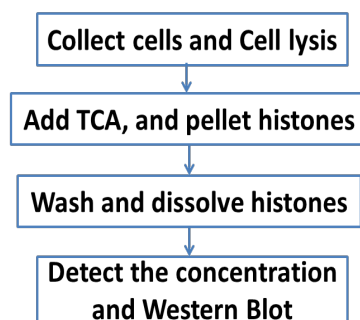 Collect cells and Cell lysis
Add TCA, and pellet histones
Wash and dissolve histones
Detect the concentration
and Western Blot